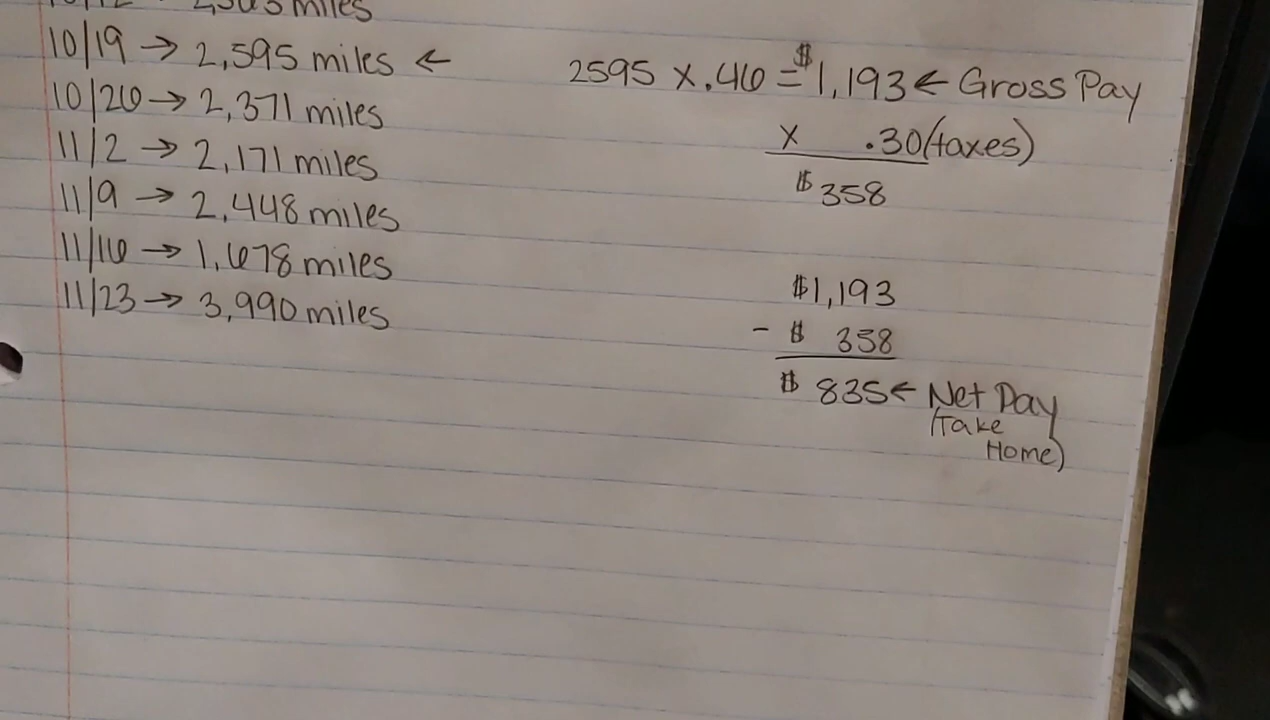 miles
10/19 → 2,595 miles ←
10/26 → 2,371 miles
11/2 → 2,171 miles
11/9 → 2,448 miles
11/16 → 1,678 miles
11/23 → 3,990 miles
2595 x .46 = $1,193 ← Gross Pay
x .30 (taxes)
$358
$1,193
- $ 358
$ 835 ← Net Pay
(Take
Home)